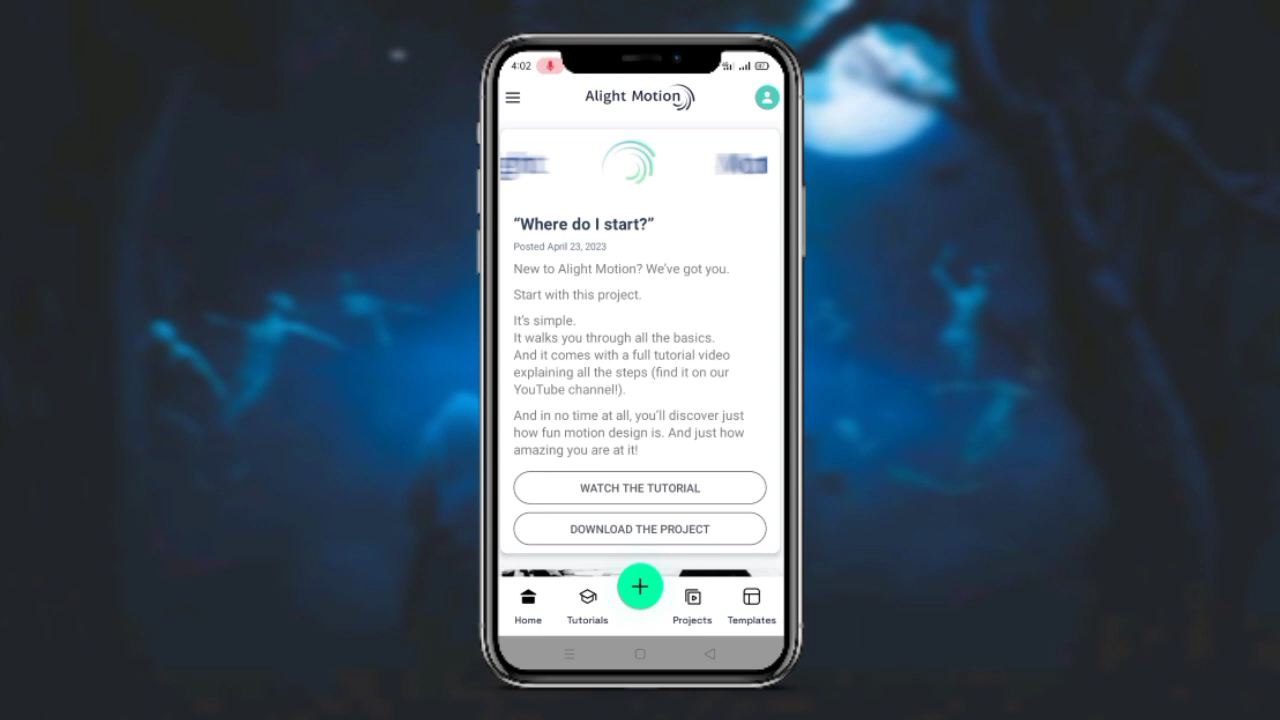 4:02
Alight Motion
“Where do I start?”
Posted April 23, 2023
New to Alight Motion? We’ve got you.
Start with this project.
It’s simple.
It walks you through all the basics.
And it comes with a full tutorial video
explaining all the steps (find it on our
YouTube channel!).
And in no time at all, you’ll discover just
how fun motion design is. And just how
amazing you are at it!
WATCH THE TUTORIAL
DOWNLOAD THE PROJECT
Home Tutorials Projects Templates